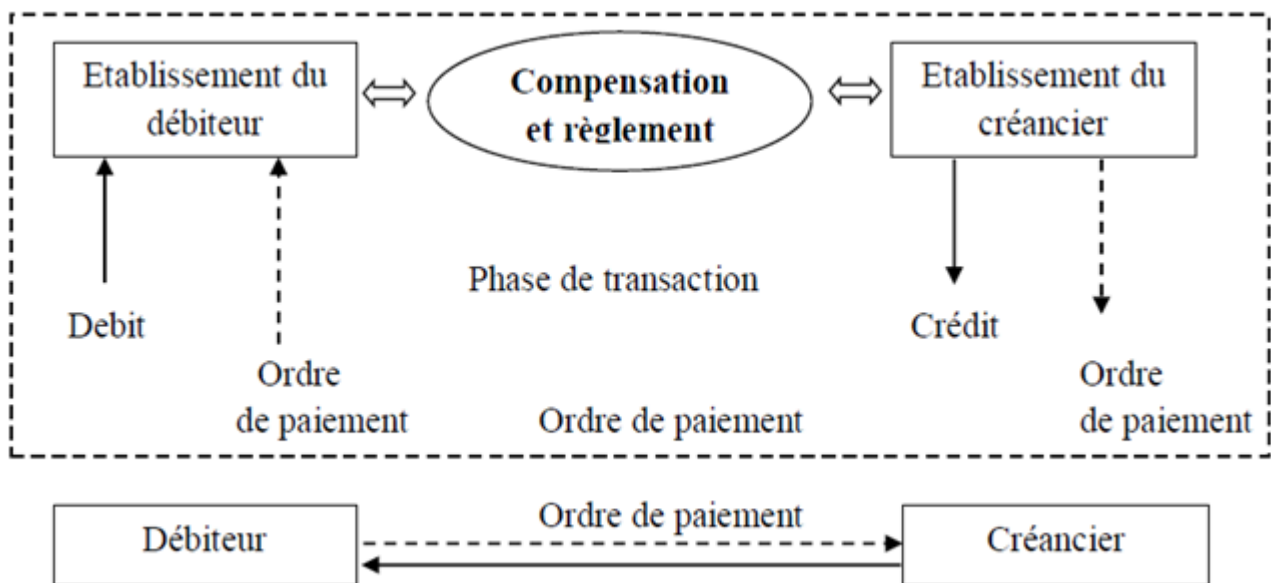 Etablissement du
débiteur
Compensation
et règlement
Etablissement du
créancier
Phase de transaction
Debit
Crédit
Ordre
de paiement
Ordre de paiement
Ordre
de paiement
Ordre de paiement
Débiteur
Créancier